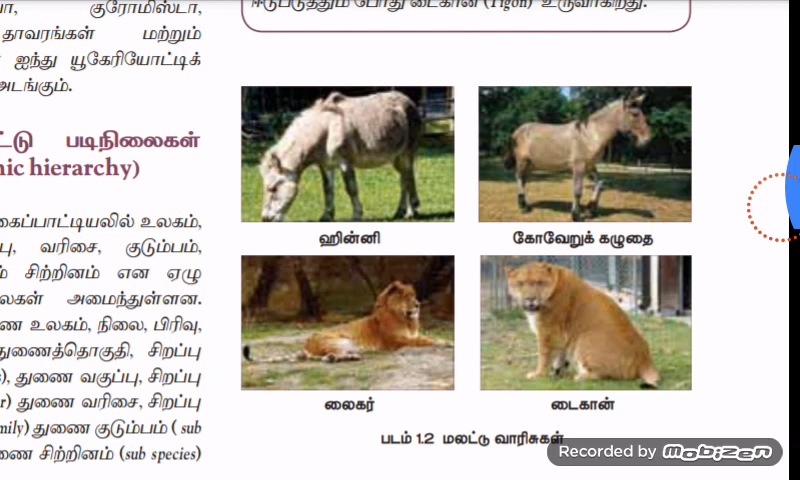 ா, குரோமிஸ்டா,
தாவரங்கள் மற்றும்
ஐந்து யூகேரியோட்டிக்
அடங்கும்.
ட்டு படிநிலைகள்
nic hierarchy)
கைப்பாட்டியலில் உலகம்,
பு, வரிசை, குடும்பம்,
ம் சிற்றினம் என ஏழு
லைகள் அமைந்துள்ளன.
ண உலகம், நிலை, பிரிவு,
துணைத்தொகுதி, சிறப்பு
s), துணை வகுப்பு, சிறப்பு
r) துணை வரிசை, சிறப்பு
mily) துணை குடும்பம் ( sub
ணை சிற்றினம் (sub species)
ஈடுபடுத்தும் போது டைகான் (Tigon) உருவாகிறது.
ஹின்னி
கோவேறுக் கழுதை
லைகர்
டைகான்
படம் 1.2 மலட்டு வாரிசுகள்
Recorded by Mobizen